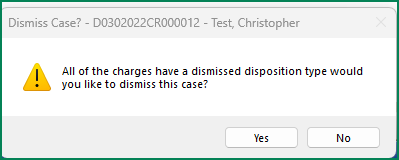 Dismiss Case? - D0302022CR000012 - Test, Christopher
All of the charges have a dismissed disposition type would
you like to dismiss this case?
Yes
No